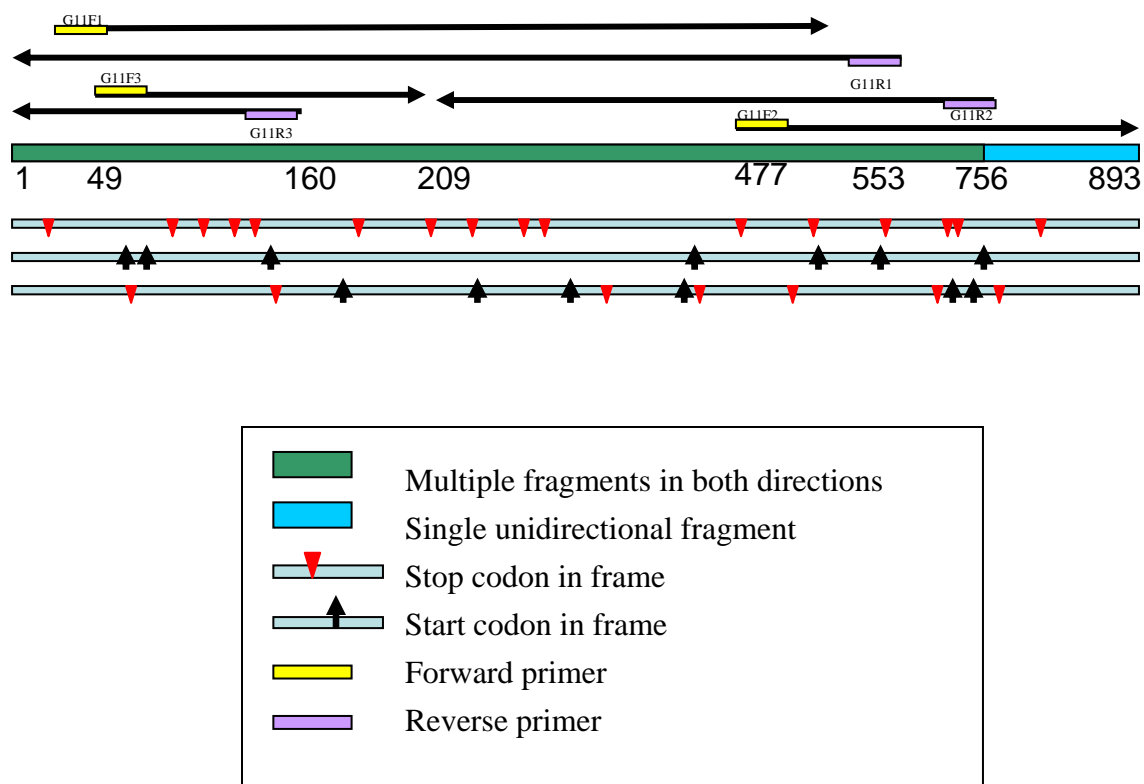 G11F1
G11R1
G11F3
G11R2
G11F2
G11R3
1 49 160 209 477 553 756 893
Multiple fragments in both directions
Single unidirectional fragment
Stop codon in frame
Start codon in frame
Forward primer
Reverse primer